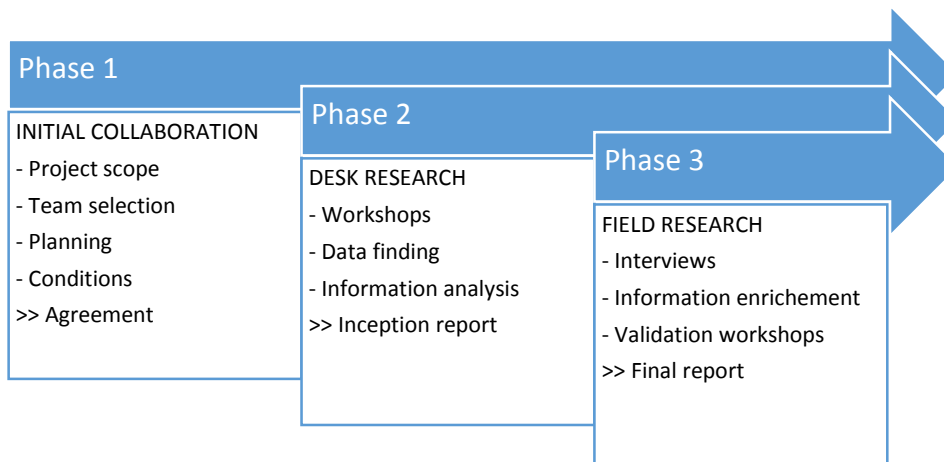 Phase 1
INITIAL COLLABORATION
- Project scope
- Team selection
- Planning
- Conditions
>> Agreement
Phase 2
DESK RESEARCH
- Workshops
- Data finding
- Information analysis
>> Inception report
Phase 3
FIELD RESEARCH
- Interviews
- Information enrichement
- Validation workshops
>> Final report